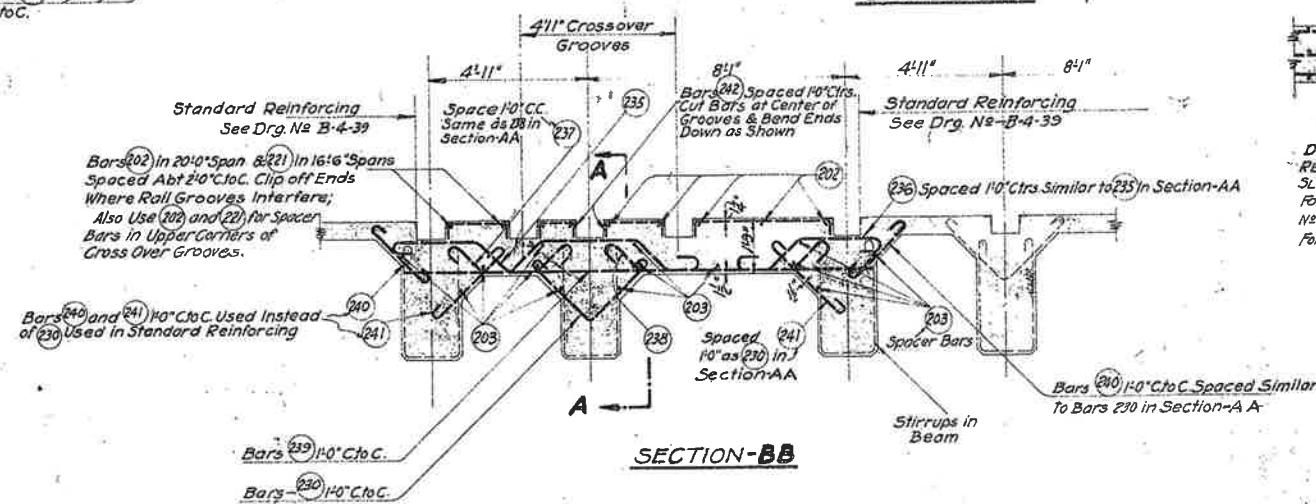 to C.
4'11" Crossover
Grooves
4'-11"
8'-1"
4'-11"
8'-1"
Standard Reinforcing
See Drg. No B-4-39
Space 1'-0" C.C.
Same as in
Section-AA
235
237
Bars 242 Spaced 1'-0" Ctrs.
Cut Bars at Center of
Grooves & Bend Ends
Down as Shown
Standard Reinforcing
See Drg. No-B-4-39
Bars 202 in 20'-0" Span & 221 in 16'-6" Spans
Spaced Abt 2'-0" C to C. Clip off Ends
Where Rail Grooves Interfere;
Also Use 202 and 221 for Spacer
Bars in Upper Corners of
Cross Over Grooves.
A
202
236 Spaced 1'-0" Ctrs Similar to 235 In Section-AA
Bars 240 and 241 1'-0" C to C. Used Instead
of 230 Used in Standard Reinforcing
240
241
203
238
203
Spaced
1'-0" as 230 in
Section-AA
241
203
Spacer Bars
Bars 240 1'-0" C to C Spaced Similar
to Bars 230 in Section-A A
Stirrups in
Beam
A
Bars 239 1'-0" C to C.
Bars-230 1'-0" C to C.
SECTION-BB